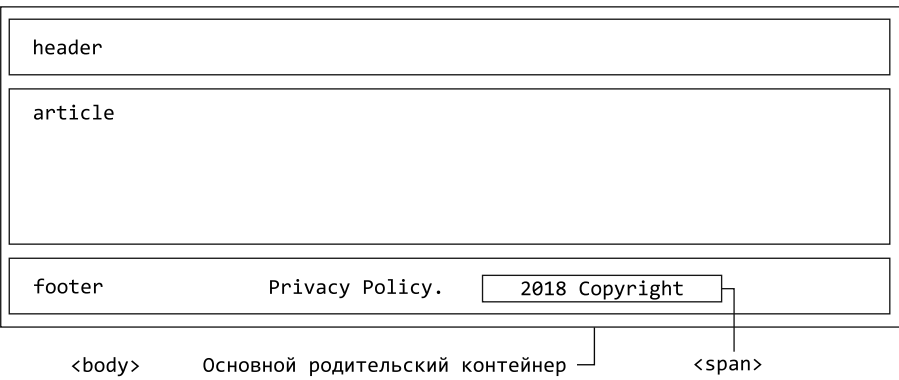 header
article
footer Privacy Policy. 2018 Copyright
<body> Основной родительский контейнер <span>